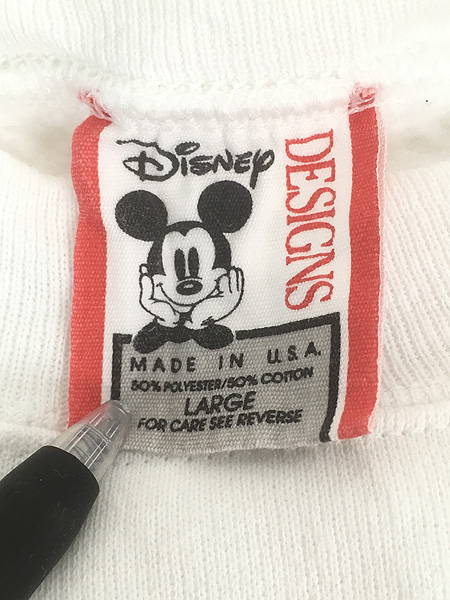 Disney
DESIGNS
MADE IN U.S.A.
50% POLYESTER/50% COTTON
LARGE
FOR CARE SEE REVERSE